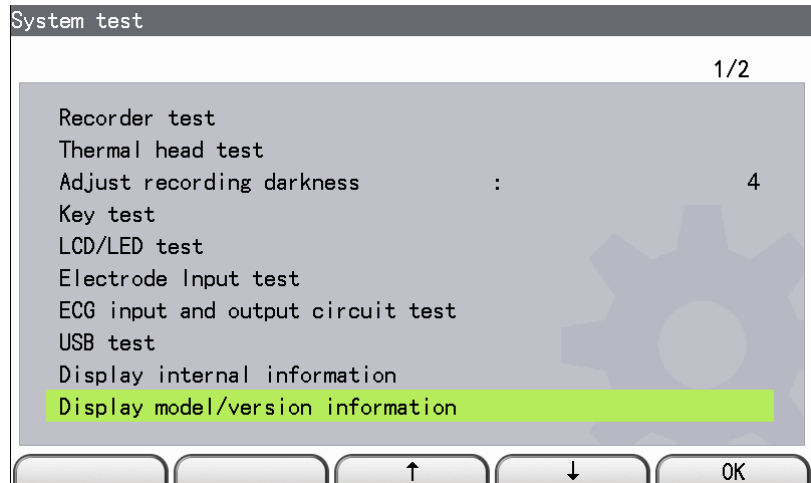 System test
1/2
Recorder test
Thermal head test
Adjust recording darkness : 4
Key test
LCD/LED test
Electrode Input test
ECG input and output circuit test
USB test
Display internal information
Display model/version information
↑ ↓ OK